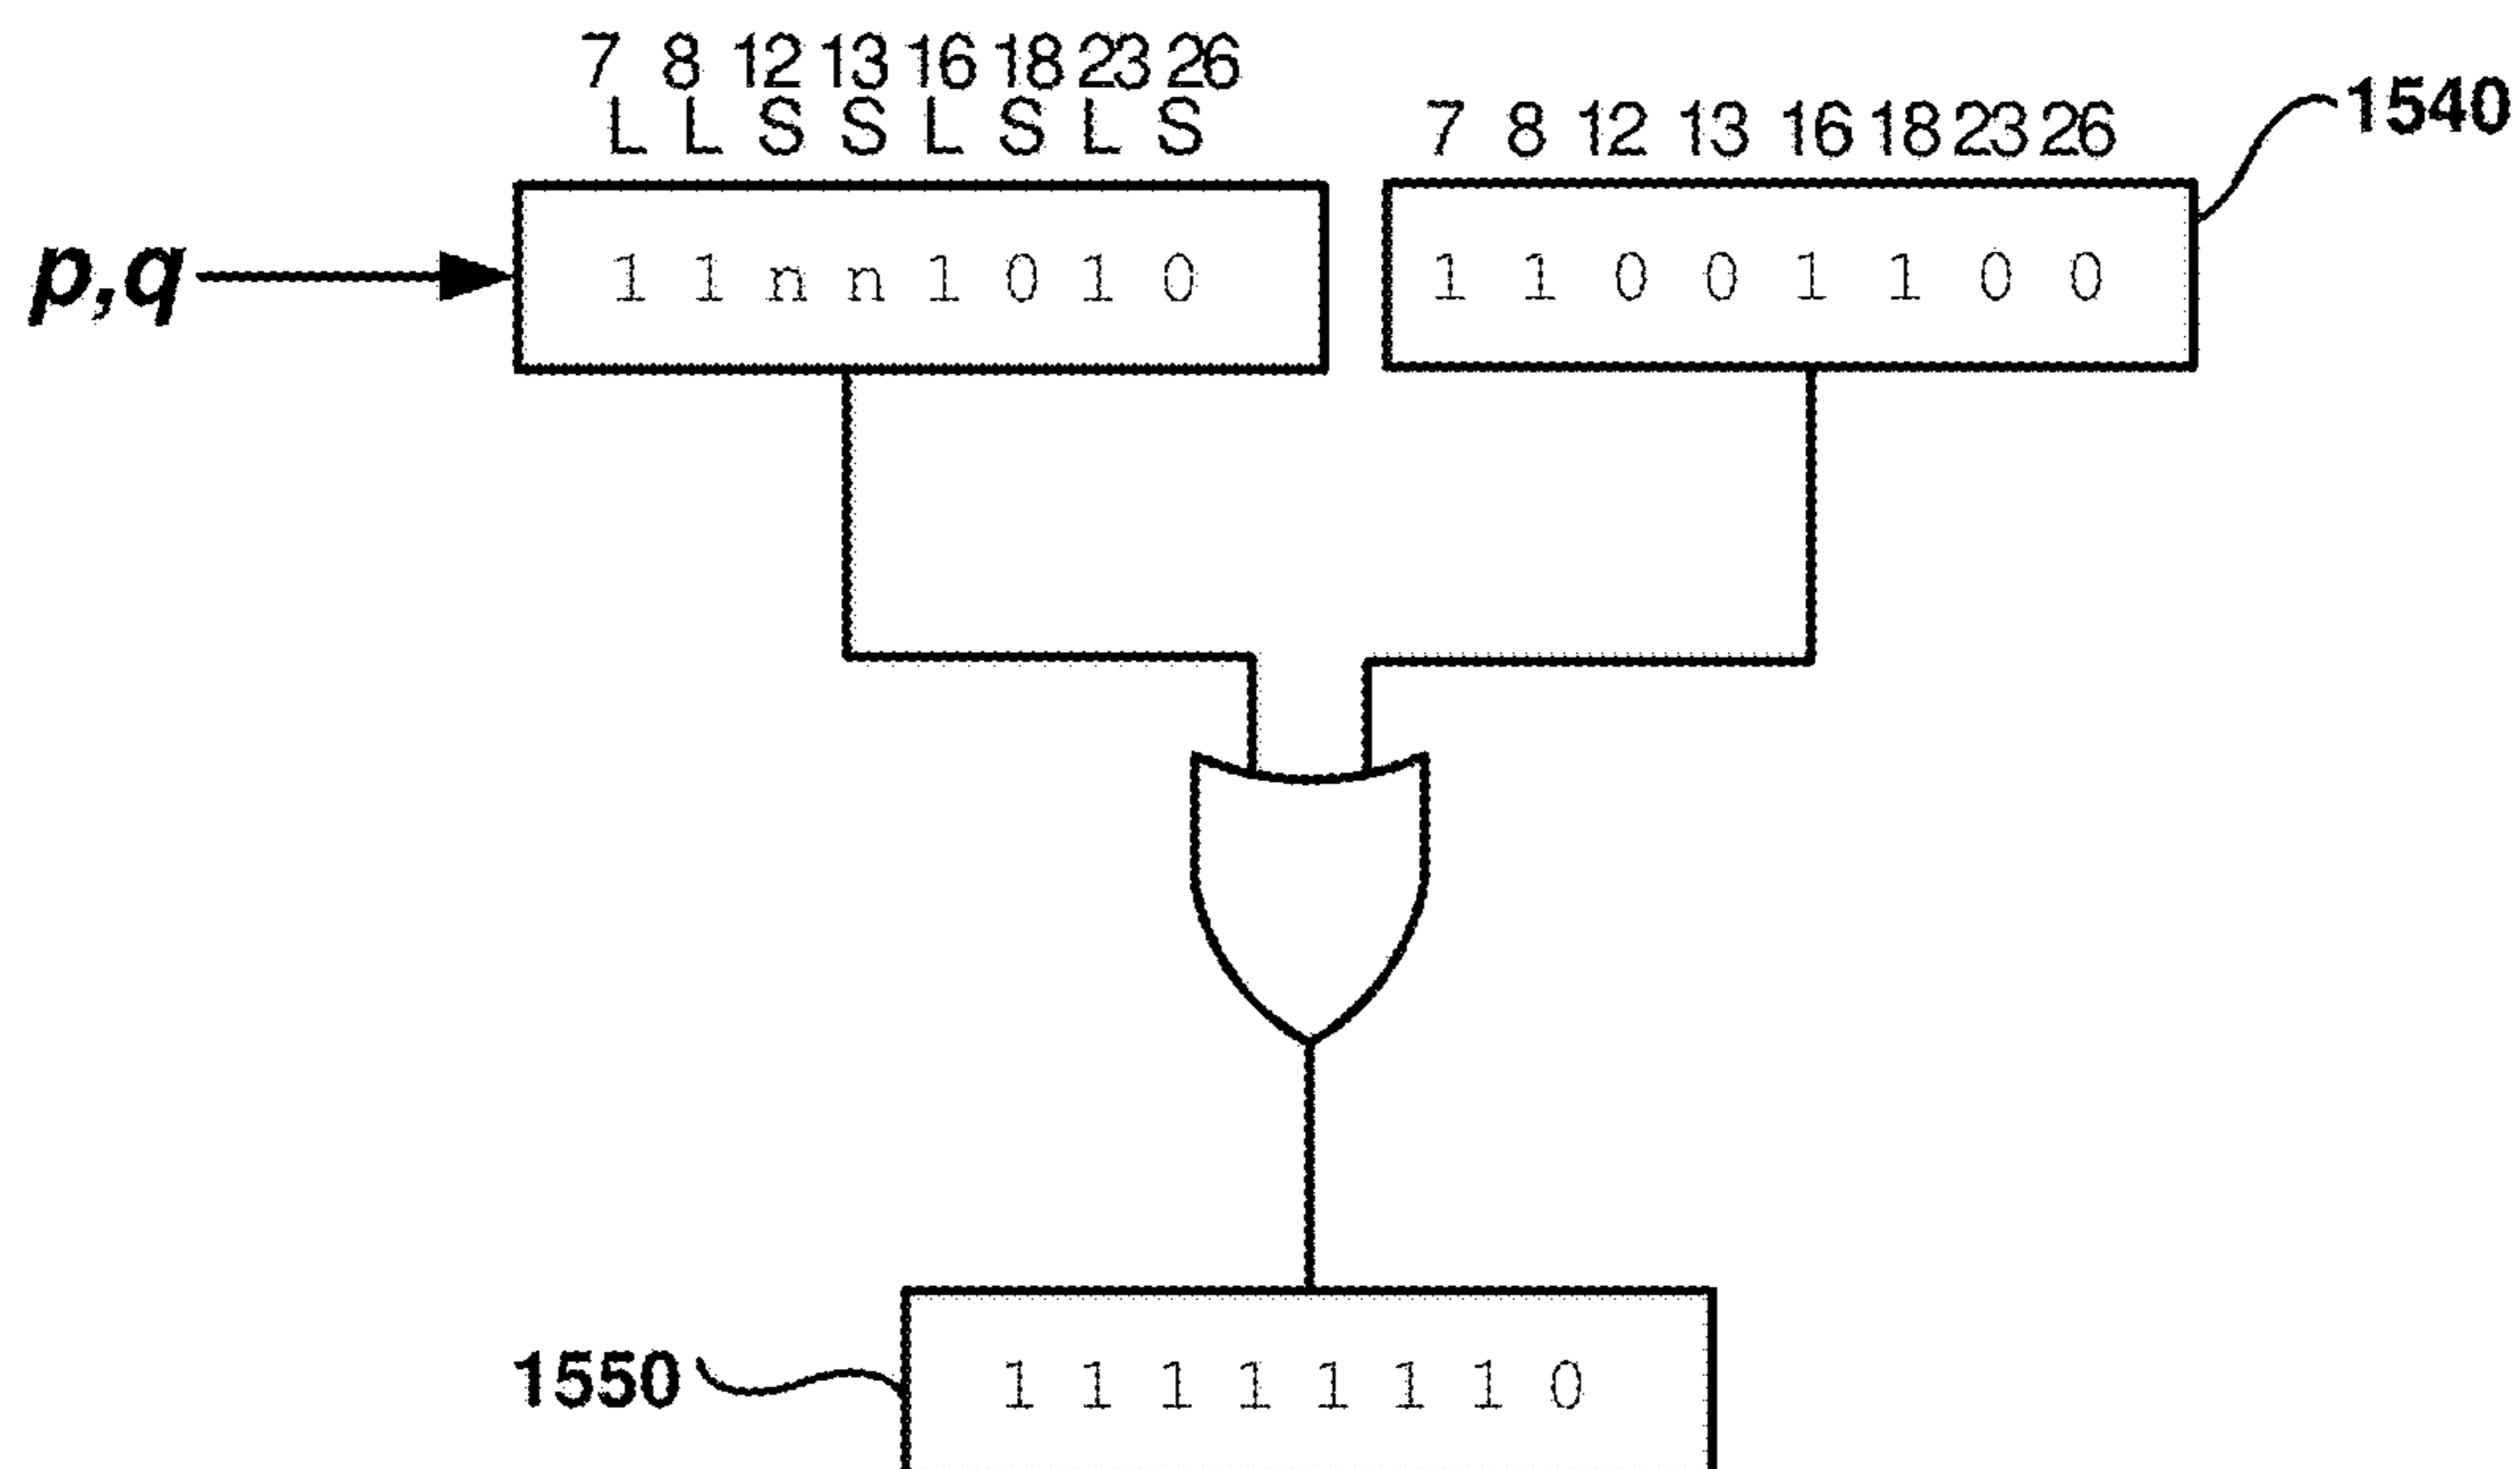 7 8 12 13 16 18 23 26
L L S S L S L S
7 8 12 13 16 18 23 26
1540
p,q
1 1 n n 1 0 1 0
1 1 0 0 1 1 0 0
1550
1 1 1 1 1 1 1 0